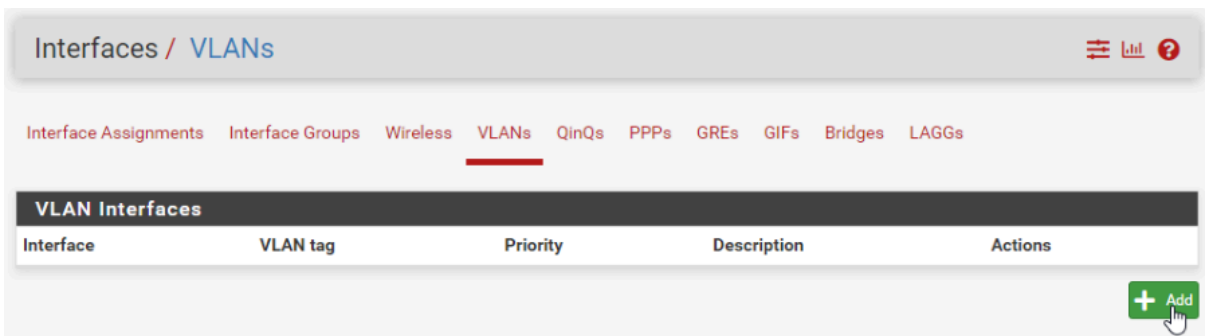 Interfaces / VLANs
Interface Assignments Interface Groups Wireless VLANs QinQs PPPs GREs GIFs Bridges LAGGs
VLAN Interfaces
Interface VLAN tag Priority Description Actions
Add